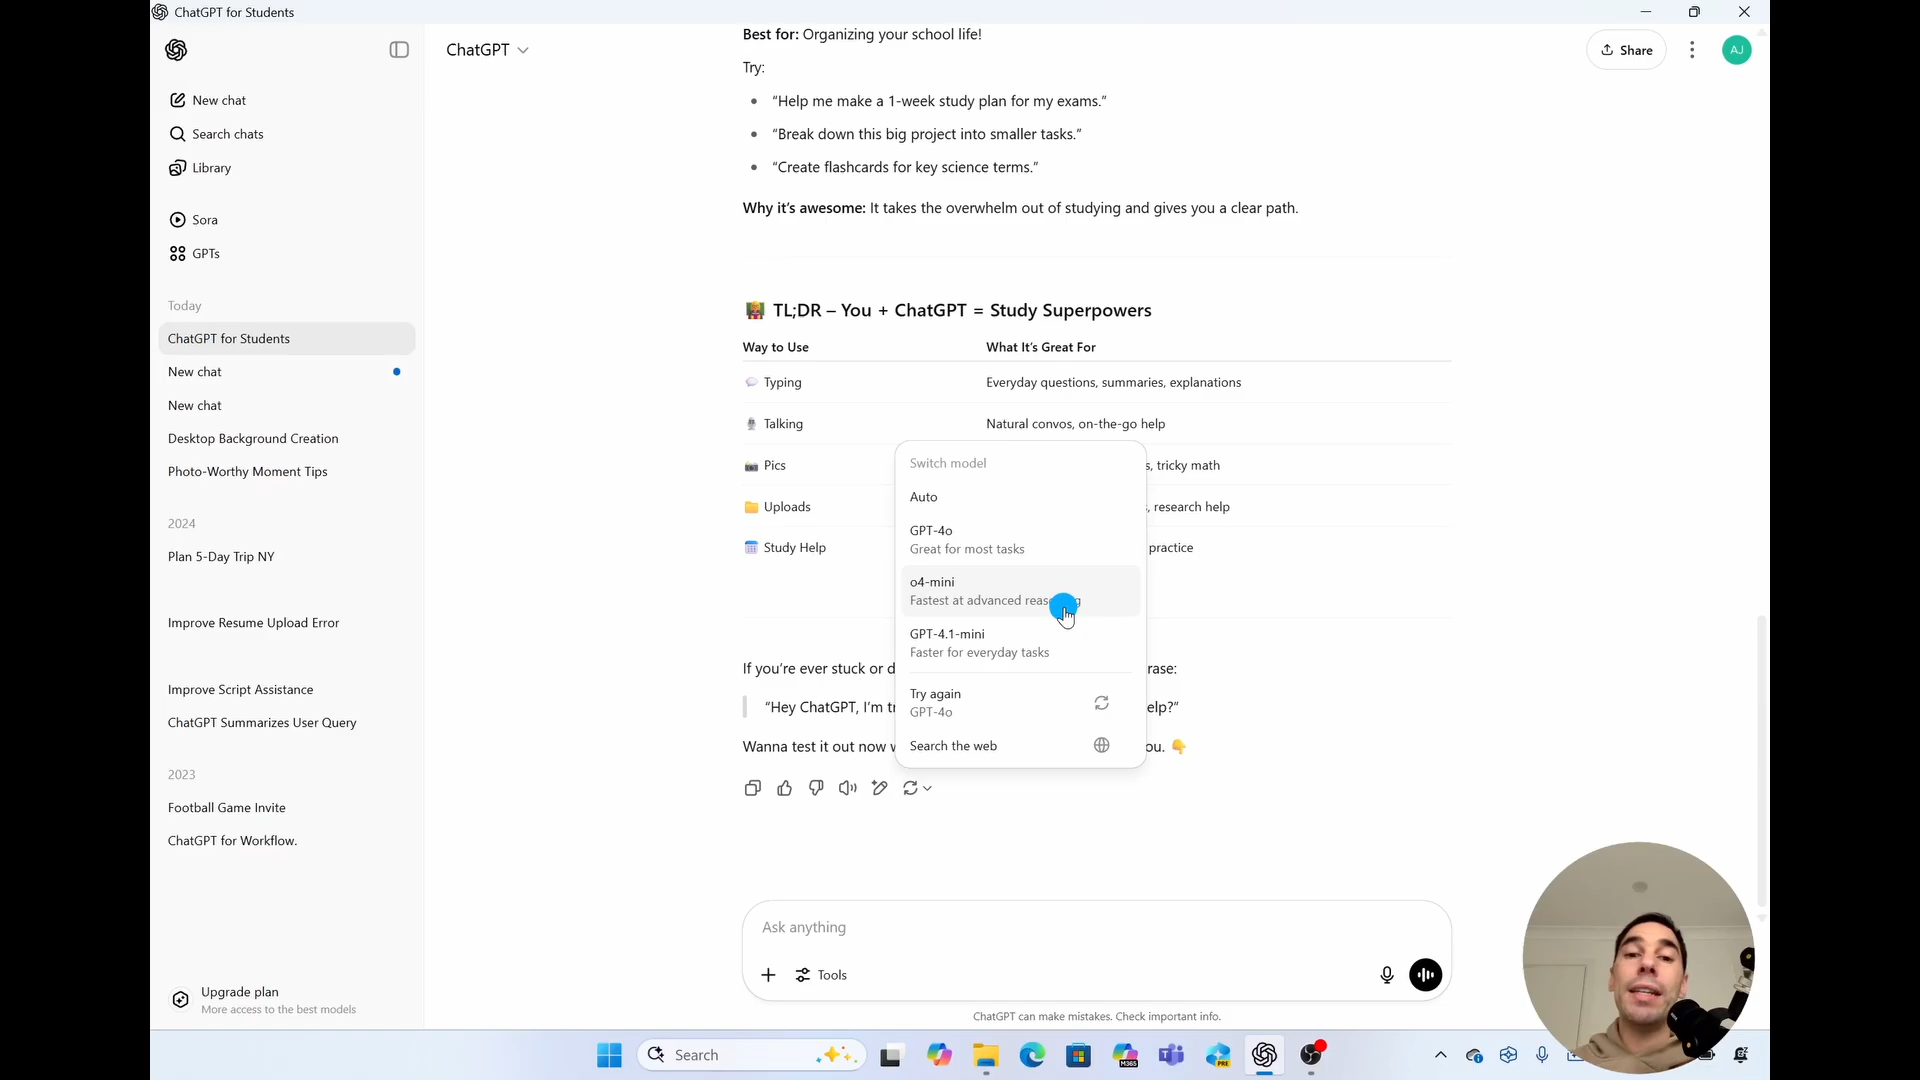 ChatGPT for Students
ChatGPT
Share
AJ
New chat
Search chats
Library
Sora
GPTs
Today
ChatGPT for Students
New chat
New chat
Desktop Background Creation
Photo-Worthy Moment Tips
2024
Plan 5-Day Trip NY
Improve Resume Upload Error
Improve Script Assistance
ChatGPT Summarizes User Query
2023
Football Game Invite
ChatGPT for Workflow.
Upgrade plan
More access to the best models
Best for: Organizing your school life!
Try:
“Help me make a 1-week study plan for my exams.”
“Break down this big project into smaller tasks.”
“Create flashcards for key science terms.”
Why it’s awesome: It takes the overwhelm out of studying and gives you a clear path.
TL;DR – You + ChatGPT = Study Superpowers
Way to Use What It’s Great For
Typing Everyday questions, summaries, explanations
Talking Natural convos, on-the-go help
Pics , tricky math
Uploads , research help
Study Help practice
If you’re ever stuck or
“Hey ChatGPT, I’m
Wanna test it out now
Switch model
Auto
GPT-4o
Great for most tasks
o4-mini
Fastest at advanced
GPT-4.1-mini
Faster for everyday tasks
Try again
GPT-4o
Search the web
Ask anything
Tools
ChatGPT can make mistakes. Check important info.
Search
M365
PRE